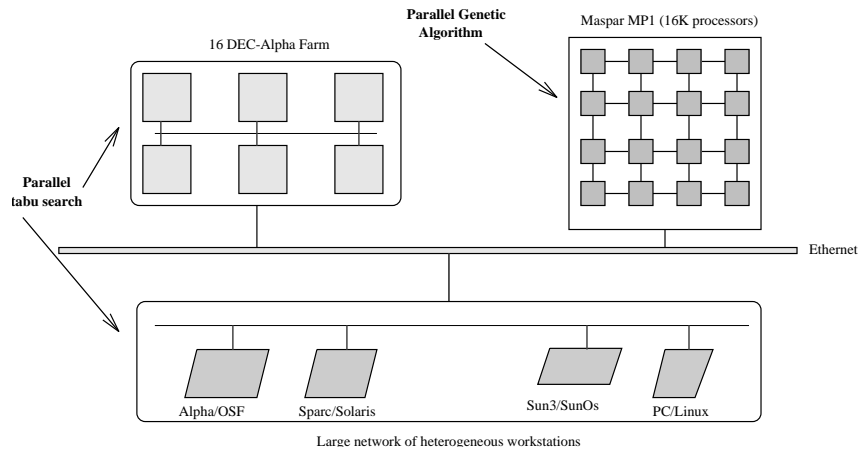 Parallel Genetic
Algorithm
Maspar MP1 (16K processors)
16 DEC-Alpha Farm
Parallel
tabu search
Ethernet
Alpha/OSF
Sparc/Solaris
Sun3/SunOs
PC/Linux
Large network of heterogeneous workstations